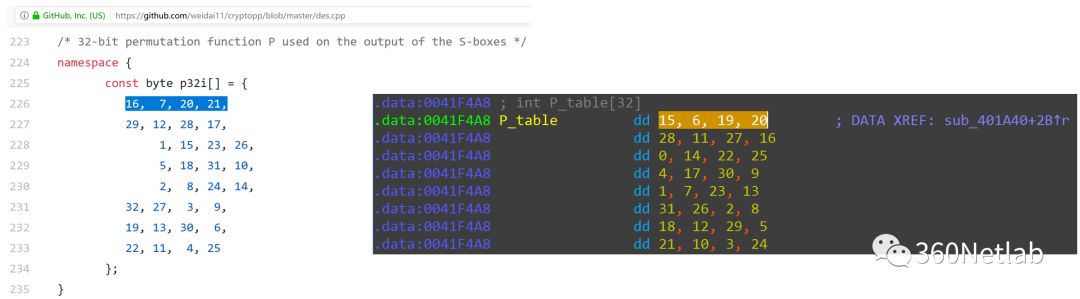 GitHub, Inc. (US) https://github.com/weidai11/cryptopp/blob/master/des.cpp
223 /* 32-bit permutation function P used on the output of the S-boxes */
224 namespace {
225 const byte p32i[] = {
226 16, 7, 20, 21,
227 29, 12, 28, 17,
228 1, 15, 23, 26,
229 5, 18, 31, 10,
230 2, 8, 24, 14,
231 32, 27, 3, 9,
232 19, 13, 30, 6,
233 22, 11, 4, 25
234 };
235 }
.data:0041F4A8 ; int P_table[32]
.data:0041F4A8 P_table dd 15, 6, 19, 20 ; DATA XREF: sub_401A40+2B↑r
.data:0041F4A8 dd 28, 11, 27, 16
.data:0041F4A8 dd 0, 14, 22, 25
.data:0041F4A8 dd 4, 17, 30, 9
.data:0041F4A8 dd 1, 7, 23, 13
.data:0041F4A8 dd 31, 26, 2, 8
.data:0041F4A8 dd 18, 12, 29, 5
.data:0041F4A8 dd 21, 10, 3, 24
360Netlab